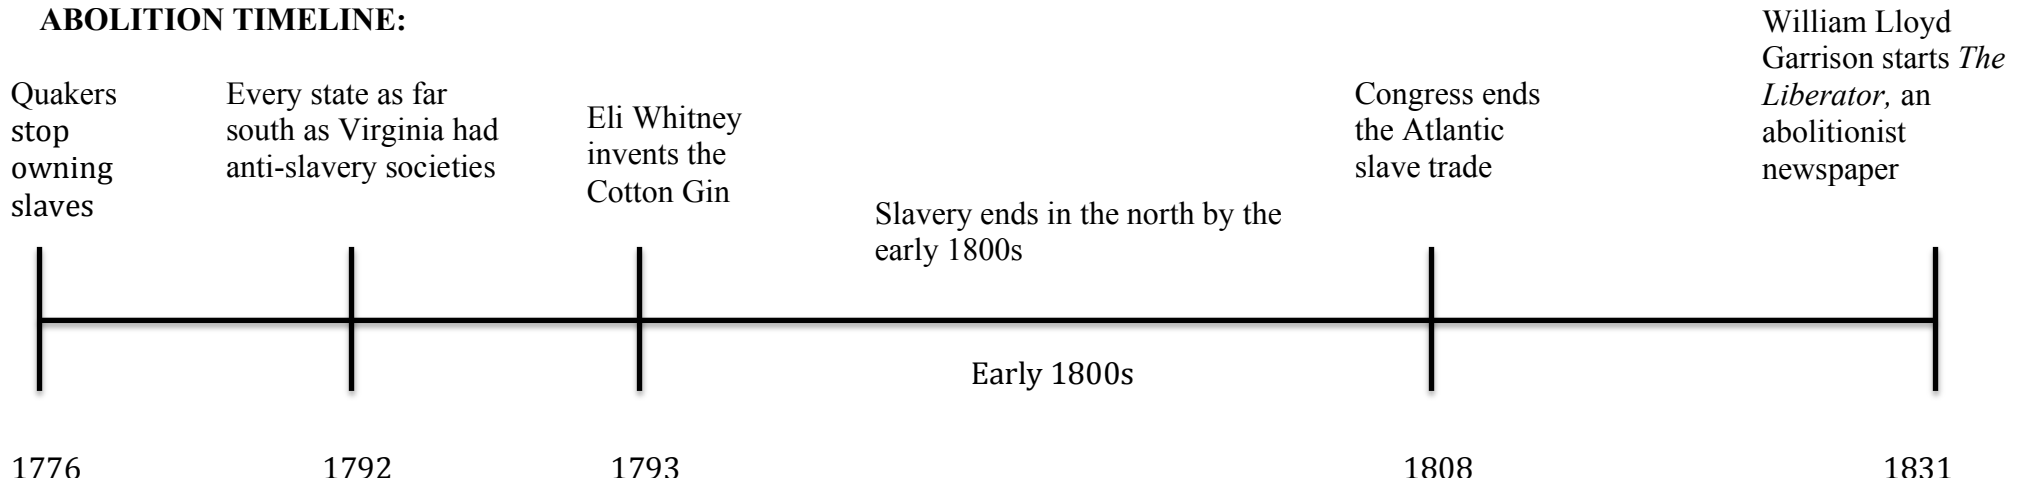 ABOLITION TIMELINE:
Quakers
stop
owning
slaves
Every state as far
south as Virginia had
anti-slavery societies
Eli Whitney
invents the
Cotton Gin
Slavery ends in the north by the
early 1800s
Congress ends
the Atlantic
slave trade
William Lloyd
Garrison starts The
Liberator, an
abolitionist
newspaper
Early 1800s
1776
1792
1793
1808
1831